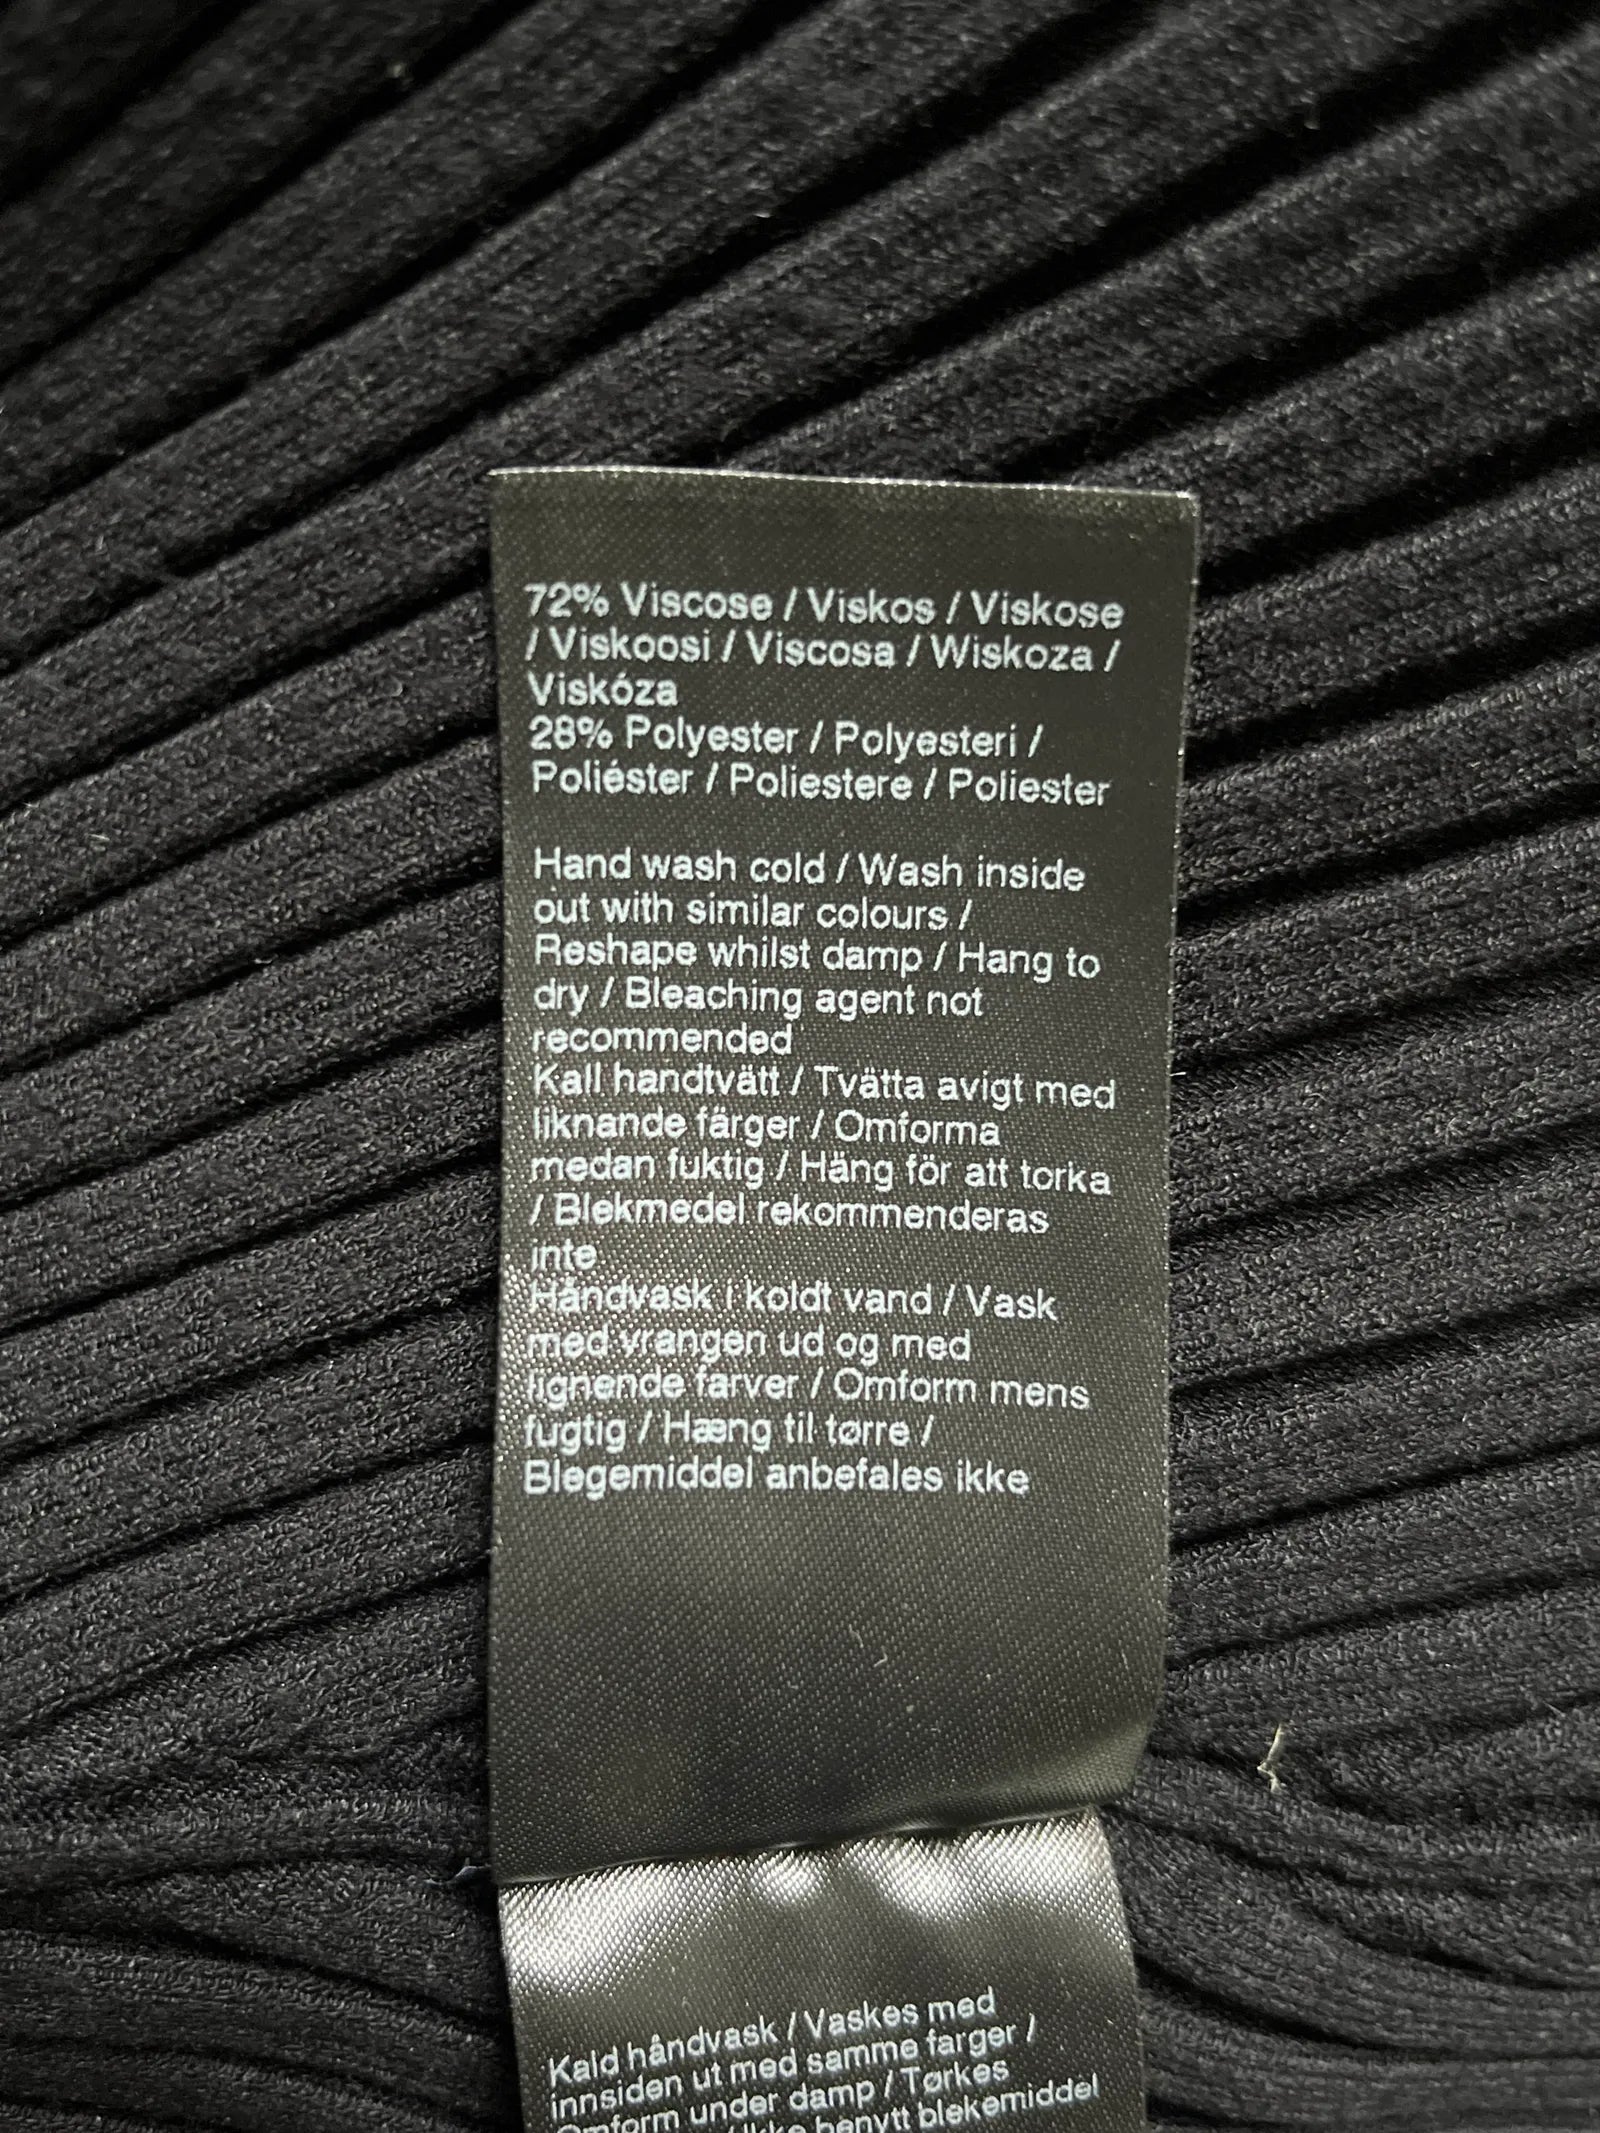 72% Viscose / Viskos / Viskose
/ Viskoosi / Viscosa / Wiskoza /
Viskóza
28% Polyester / Polyesteri /
Poliéster / Poliestere / Poliester
Hand wash cold / Wash inside
out with similar colours /
Reshape whilst damp / Hang to
dry / Bleaching agent not
recommended
Kall handtvätt / Tvätta avigt med
liknande färger / Omforma
medan fuktig / Häng för att torka
/ Blekmedel rekommenderas
inte
Håndvask i koldt vand / Vask
med vrangen ud og med
lignende farver / Omform mens
fugtig / Hæng til tørre /
Blegemiddel anbefales ikke
Kald håndvask / Vaskes med
innsiden ut med samme farger /
Omform under damp / Tørkes
/ Ikke benytt blekemiddel